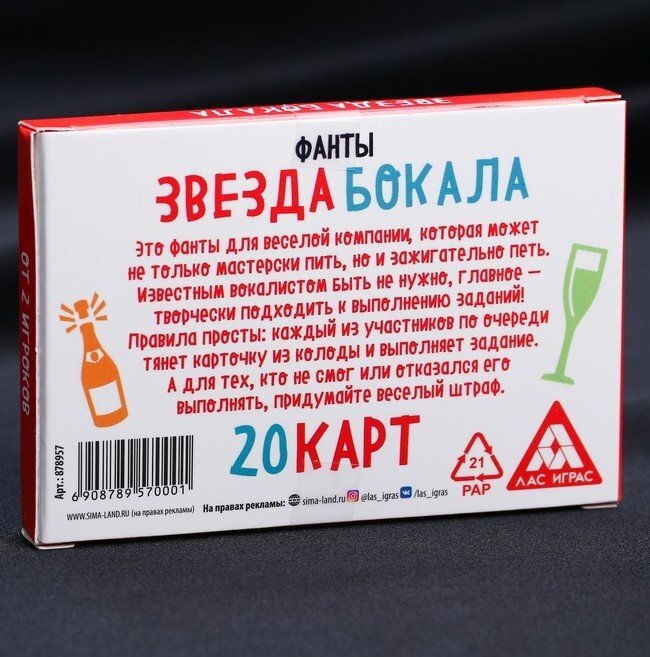 ЗВЕЗДА БОКАЛА
ОТ 2 ИГРОКОВ
ФАНТЫ
ЗВЕЗДА БОКАЛА
Это фанты для веселой компании, которая может
не только мастерски пить, но и зажигательно петь.
Известным вокалистом быть не нужно, главное –
творчески подходить к выполнению заданий!
Правила просты: каждый из участников по очереди
тянет карточку из колоды и выполняет задание.
А для тех, кто не смог или отказался его
выполнять, придумайте веселый штраф.
20 КАРТ
Арт.: 878957
6 908789 570001
WWW.SIMA-LAND.RU (на правах рекламы)
На правах рекламы: sima-land.ru @las_igras /las_igras
21
PAP
ЛАС ИГРАС